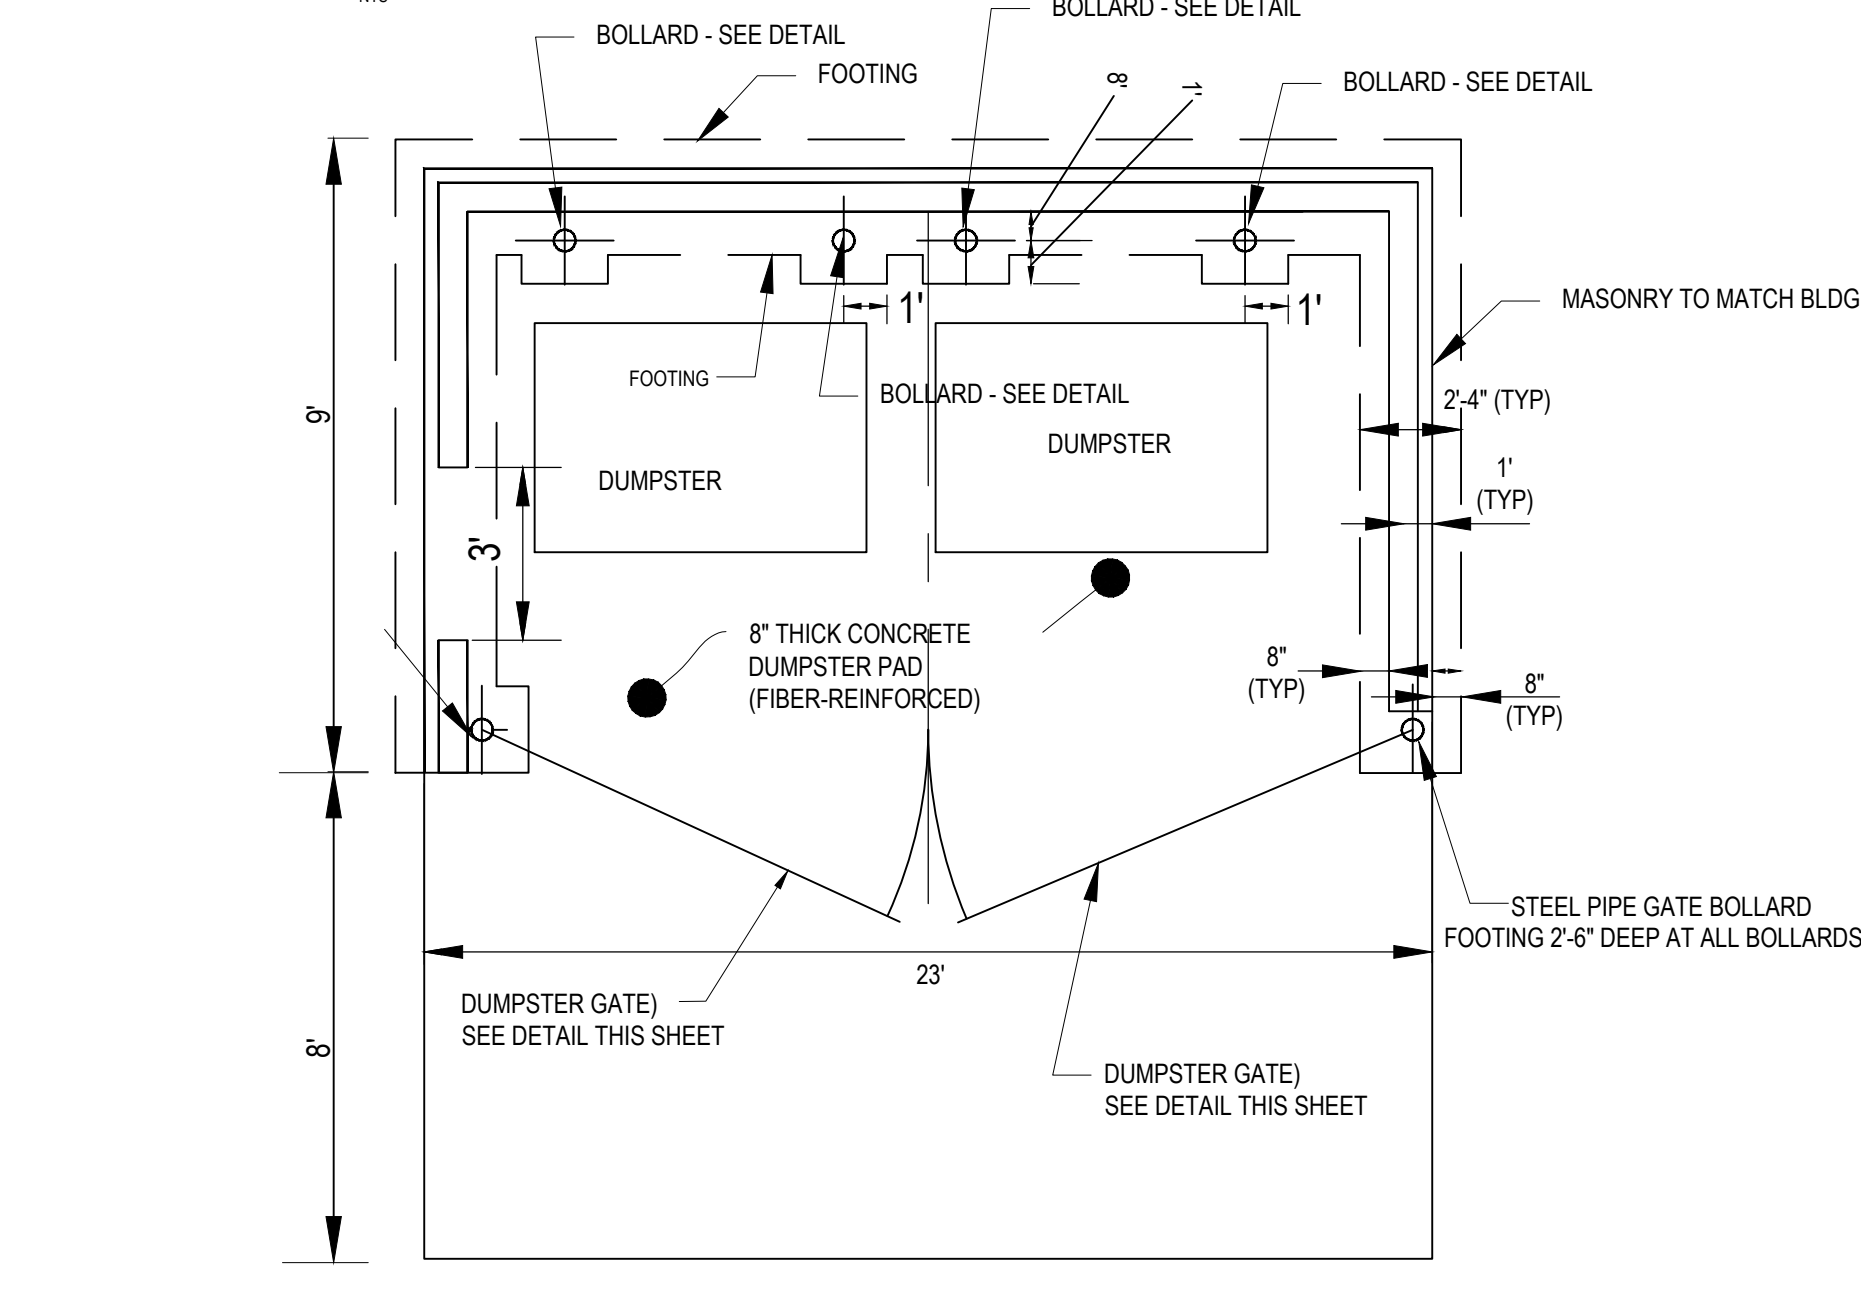 NTS
BOLLARD - SEE DETAIL
BOLLARD - SEE DETAIL
FOOTING
8'
1'
BOLLARD - SEE DETAIL
1'
1'
MASONRY TO MATCH BLDG
FOOTING
BOLLARD - SEE DETAIL
2'-4" (TYP)
9'
DUMPSTER
DUMPSTER
1'
(TYP)
3'
8" THICK CONCRETE
DUMPSTER PAD
(FIBER-REINFORCED)
8"
(TYP)
8"
(TYP)
STEEL PIPE GATE BOLLARD
FOOTING 2'-6" DEEP AT ALL BOLLARDS
23'
DUMPSTER GATE)
SEE DETAIL THIS SHEET
8'
DUMPSTER GATE)
SEE DETAIL THIS SHEET